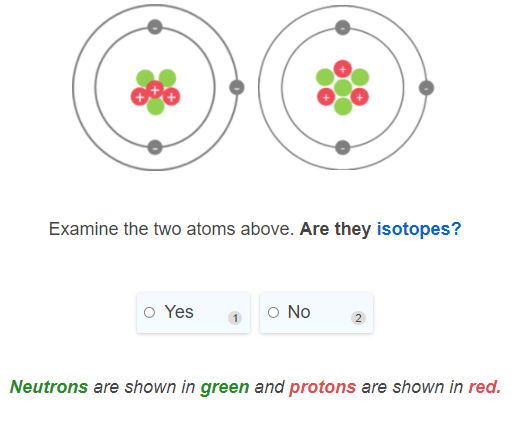 - -
- + - + -
+ + + + +
- -
Examine the two atoms above. Are they isotopes?
Yes 1 No 2
Neutrons are shown in green and protons are shown in red.